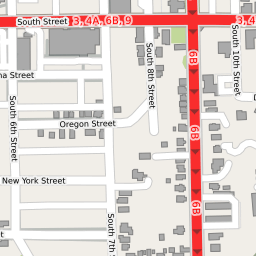 South Street
3, 4A, 6B, 9
3, 4
6B
South 8th Street
South 10th Street
na Street
6B
South 6th Street
Oregon Street
New York Street
6B
South 7th